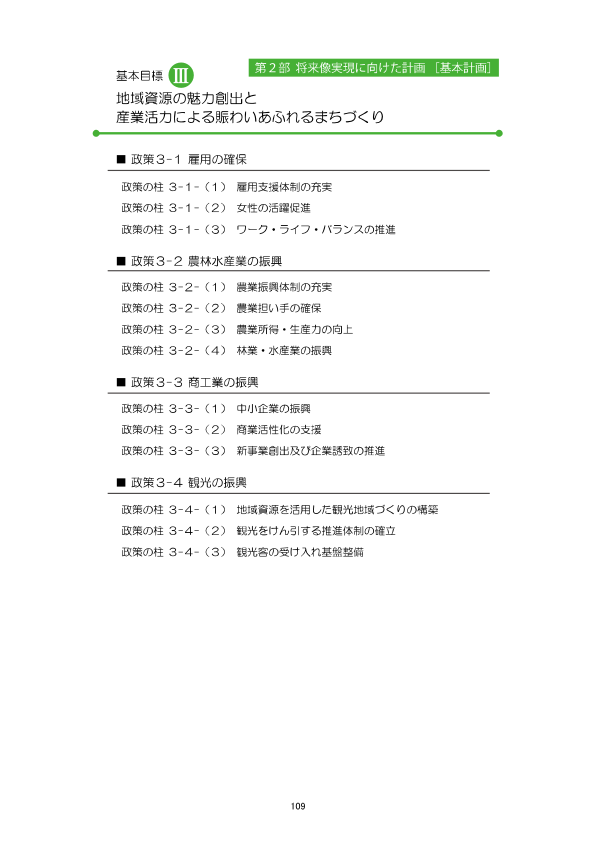 第２部 将来像実現に向けた計画 ［基本計画］
基本目標 Ⅲ
地域資源の魅力創出と
産業活力による賑わいあふれるまちづくり
■ 政策３-１ 雇用の確保
政策の柱 ３-１-（１） 雇用支援体制の充実
政策の柱 ３-１-（２） 女性の活躍促進
政策の柱 ３-１-（３） ワーク・ライフ・バランスの推進
■ 政策３-２ 農林水産業の振興
政策の柱 ３-２-（１） 農業振興体制の充実
政策の柱 ３-２-（２） 農業担い手の確保
政策の柱 ３-２-（３） 農業所得・生産力の向上
政策の柱 ３-２-（４） 林業・水産業の振興
■ 政策３-３ 商工業の振興
政策の柱 ３-３-（１） 中小企業の振興
政策の柱 ３-３-（２） 商業活性化の支援
政策の柱 ３-３-（３） 新事業創出及び企業誘致の推進
■ 政策３-４ 観光の振興
政策の柱 ３-４-（１） 地域資源を活用した観光地域づくりの構築
政策の柱 ３-４-（２） 観光をけん引する推進体制の確立
政策の柱 ３-４-（３） 観光客の受け入れ基盤整備
109